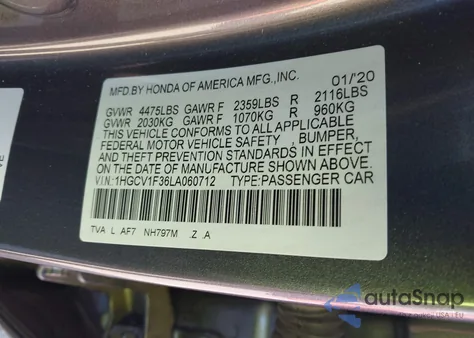 MFD.BY HONDA OF AMERICA MFG.,INC. 01/'20
GVWR 4475LBS GAWR F 2359LBS R 2116LBS
GVWR 2030KG GAWR F 1070KG R 960KG
THIS VEHICLE CONFORMS TO ALL APPLICABLE
FEDERAL MOTOR VEHICLE SAFETY , BUMPER,
AND THEFT PREVENTION STANDARDS IN EFFECT
ON THE DATE OF MANUFACTURE SHOWN ABOVE.
V.I.N:1HGCV1F36LA060712 TYPE:PASSENGER CAR
TVA L AF7 NH797M .Z .A
autoSnap